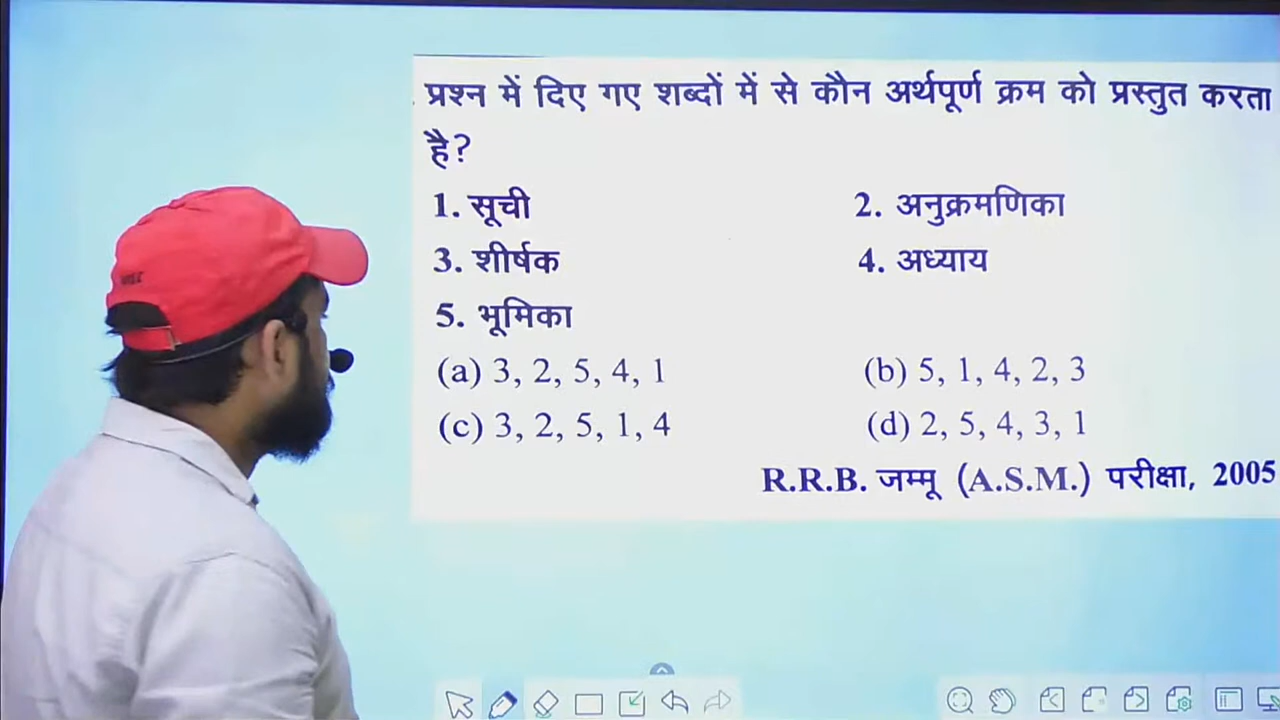 प्रश्न में दिए गए शब्दों में से कौन अर्थपूर्ण क्रम को प्रस्तुत करता
है?
1. सूची 2. अनुक्रमणिका
3. शीर्षक 4. अध्याय
5. भूमिका
(a) 3, 2, 5, 4, 1 (b) 5, 1, 4, 2, 3
(c) 3, 2, 5, 1, 4 (d) 2, 5, 4, 3, 1
R.R.B. जम्मू (A.S.M.) परीक्षा, 2005